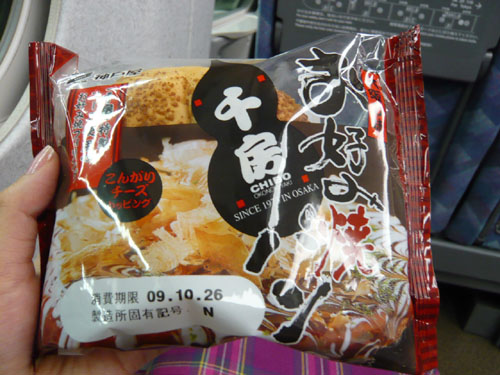 神戸屋
お好み焼パン
千房
CHIBO
OKONOMIYAKI
SINCE 1973 IN OSAKA
こんがり
チーズ
トッピング
消費期限 09.10.26
製造所固有記号 N